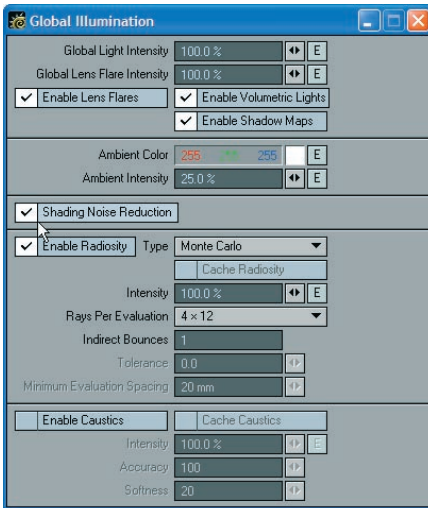 Global Illumination
Global Light Intensity 100.0 % E
Global Lens Flare Intensity 100.0 % E
Enable Lens Flares Enable Volumetric Lights
Enable Shadow Maps
Ambient Color 255 255 255 E
Ambient Intensity 25.0 % E
Shading Noise Reduction
Enable Radiosity Type Monte Carlo
Cache Radiosity
Intensity 100.0 % E
Rays Per Evaluation 4 × 12
Indirect Bounces 1
Tolerance 0.0
Minimum Evaluation Spacing 20 mm
Enable Caustics Cache Caustics
Intensity 100.0 % E
Accuracy 100
Softness 20